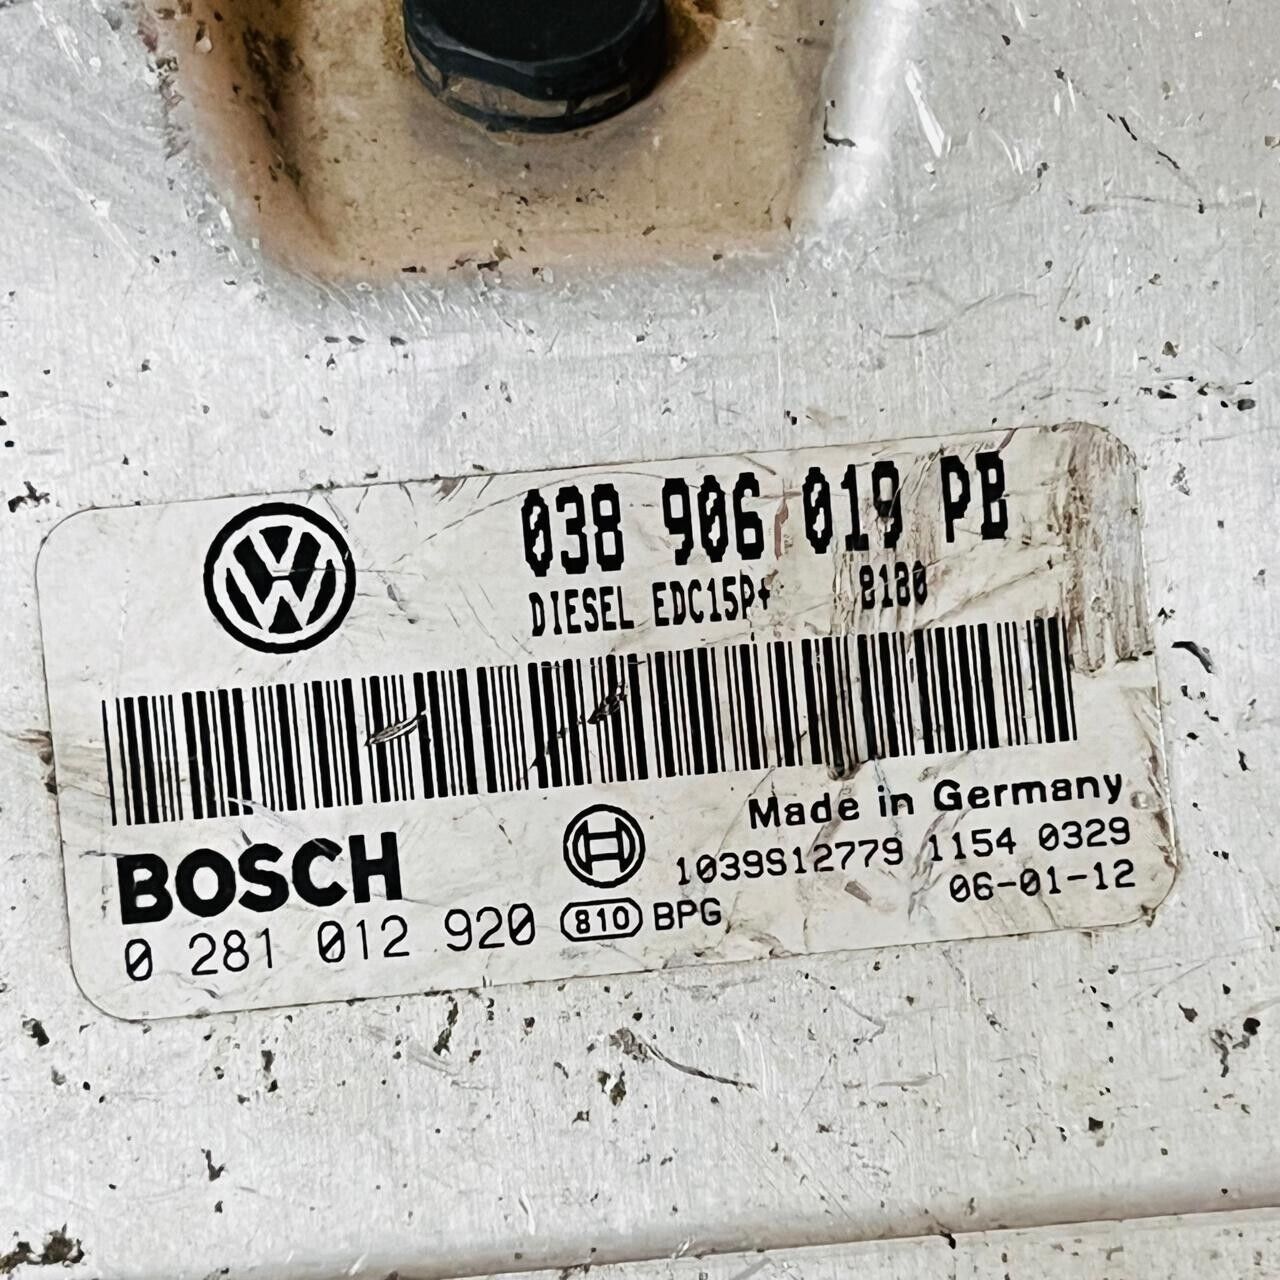 038 906 019 PB
DIESEL EDC15P+ 8180
Made in Germany
BOSCH
1039S12779 1154 0329
06-01-12
0 281 012 920 810 BPG